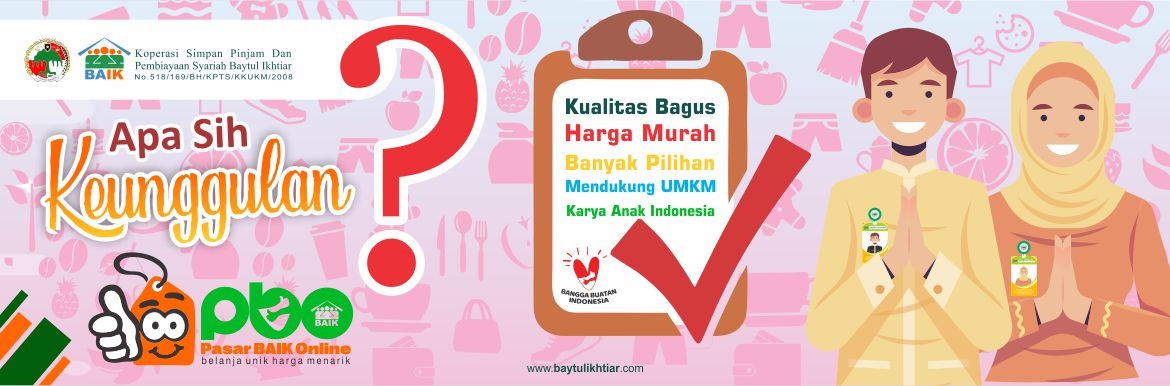 BAIK
Koperasi Simpan Pinjam Dan
Pembiayaan Syariah Baytul Ikhtiar
No.518/169/BH/KPTS/KKUKM/2008
Apa Sih
Keunggulan
?
pbo
BAIK
Pasar BAIK Online
belanja unik harga menarik
Kualitas Bagus
Harga Murah
Banyak Pilihan
Mendukung UMKM
Karya Anak Indonesia
BANGGA BUATAN
INDONESIA
www.baytulikhtiar.com